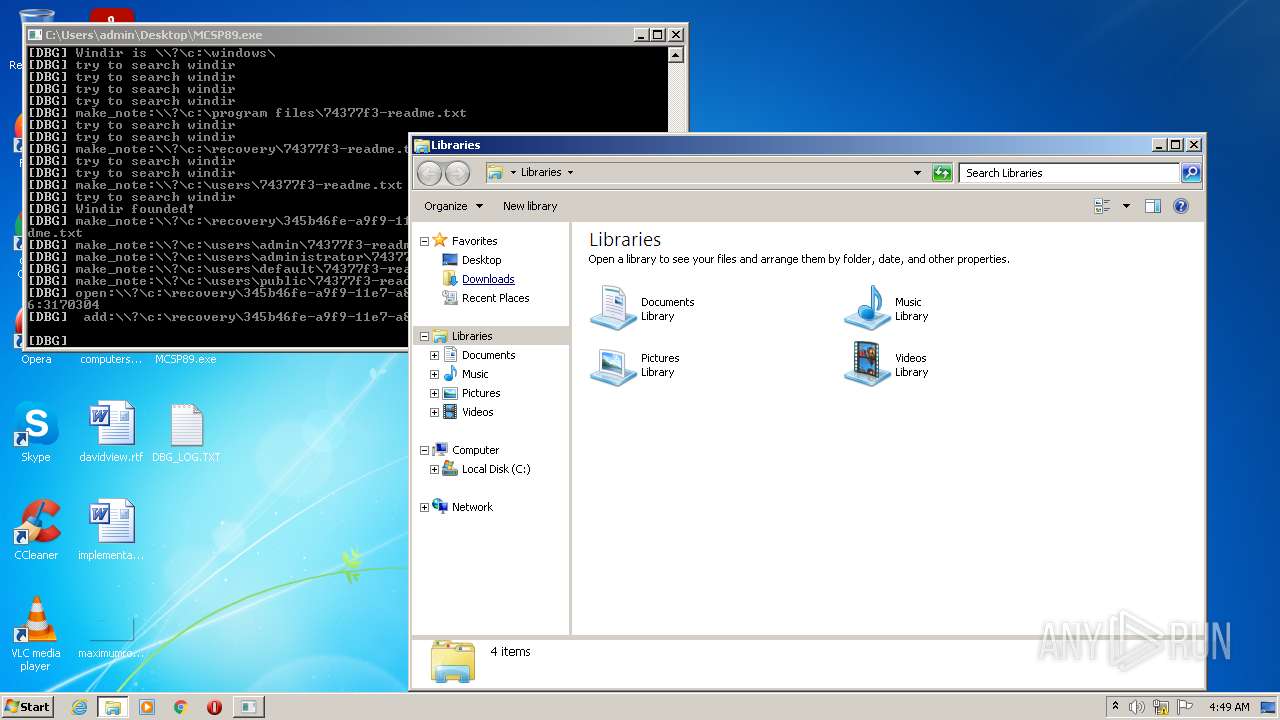 C:\Users\admin\Desktop\MCSP89.exe
[DBG] Windir is \\?\c:\windows\
[DBG] try to search windir
[DBG] try to search windir
[DBG] try to search windir
[DBG] try to search windir
[DBG] make_note:\\?\c:\program files\74377f3-readme.txt
[DBG] try to search windir
[DBG] try to search windir
[DBG] make_note:\\?\c:\recovery\74377f3-readme.t
[DBG] try to search windir
[DBG] try to search windir
[DBG] make_note:\\?\c:\users\74377f3-readme.txt
[DBG] try to search windir
[DBG] Windir founded!
[DBG] make_note:\\?\c:\recovery\345b46fe-a9f9-11
dme.txt
[DBG] make_note:\\?\c:\users\admin\74377f3-readm
[DBG] make_note:\\?\c:\users\administrator\74377
[DBG] make_note:\\?\c:\users\default\74377f3-rea
[DBG] make_note:\\?\c:\users\public\74377f3-read
[DBG] open:\\?\c:\recovery\345b46fe-a9f9-11e7-a8
6:3170304
[DBG]  add:\\?\c:\recovery\345b46fe-a9f9-11e7-a8
[DBG]
Re
Opera
computers...
MCSP89.exe
Skype
davidview.rtf
DBG_LOG.TXT
CCleaner
implementa...
VLC media
player
maximumro...
Libraries
Libraries
Search Libraries
Organize
New library
Favorites
Desktop
Downloads
Recent Places
Libraries
Documents
Music
Pictures
Videos
Computer
Local Disk (C:)
Network
Libraries
Open a library to see your files and arrange them by folder, date, and other properties.
Documents
Library
Music
Library
Pictures
Library
Videos
Library
4 items
ANY RUN
Start
4:49 AM